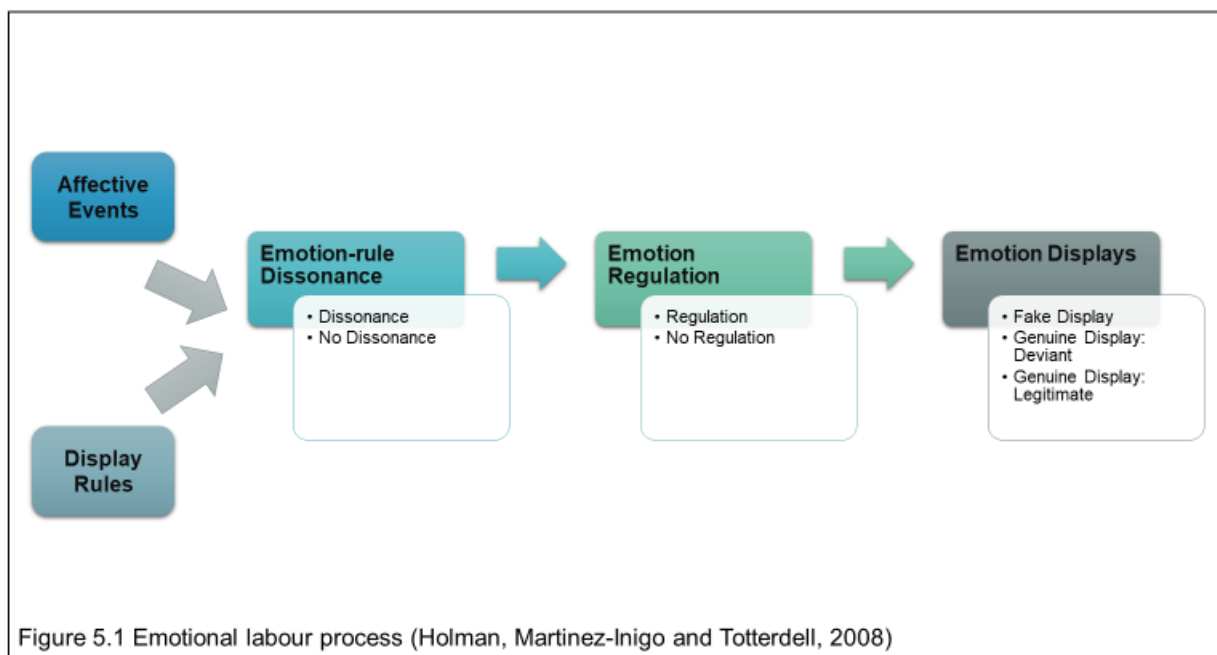 Affective
Events
Display
Rules
Emotion-rule
Dissonance
• Dissonance
• No Dissonance
Emotion
Regulation
• Regulation
• No Regulation
Emotion Displays
• Fake Display
• Genuine Display:
Deviant
• Genuine Display:
Legitimate
Figure 5.1 Emotional labour process (Holman, Martinez-Inigo and Totterdell, 2008)